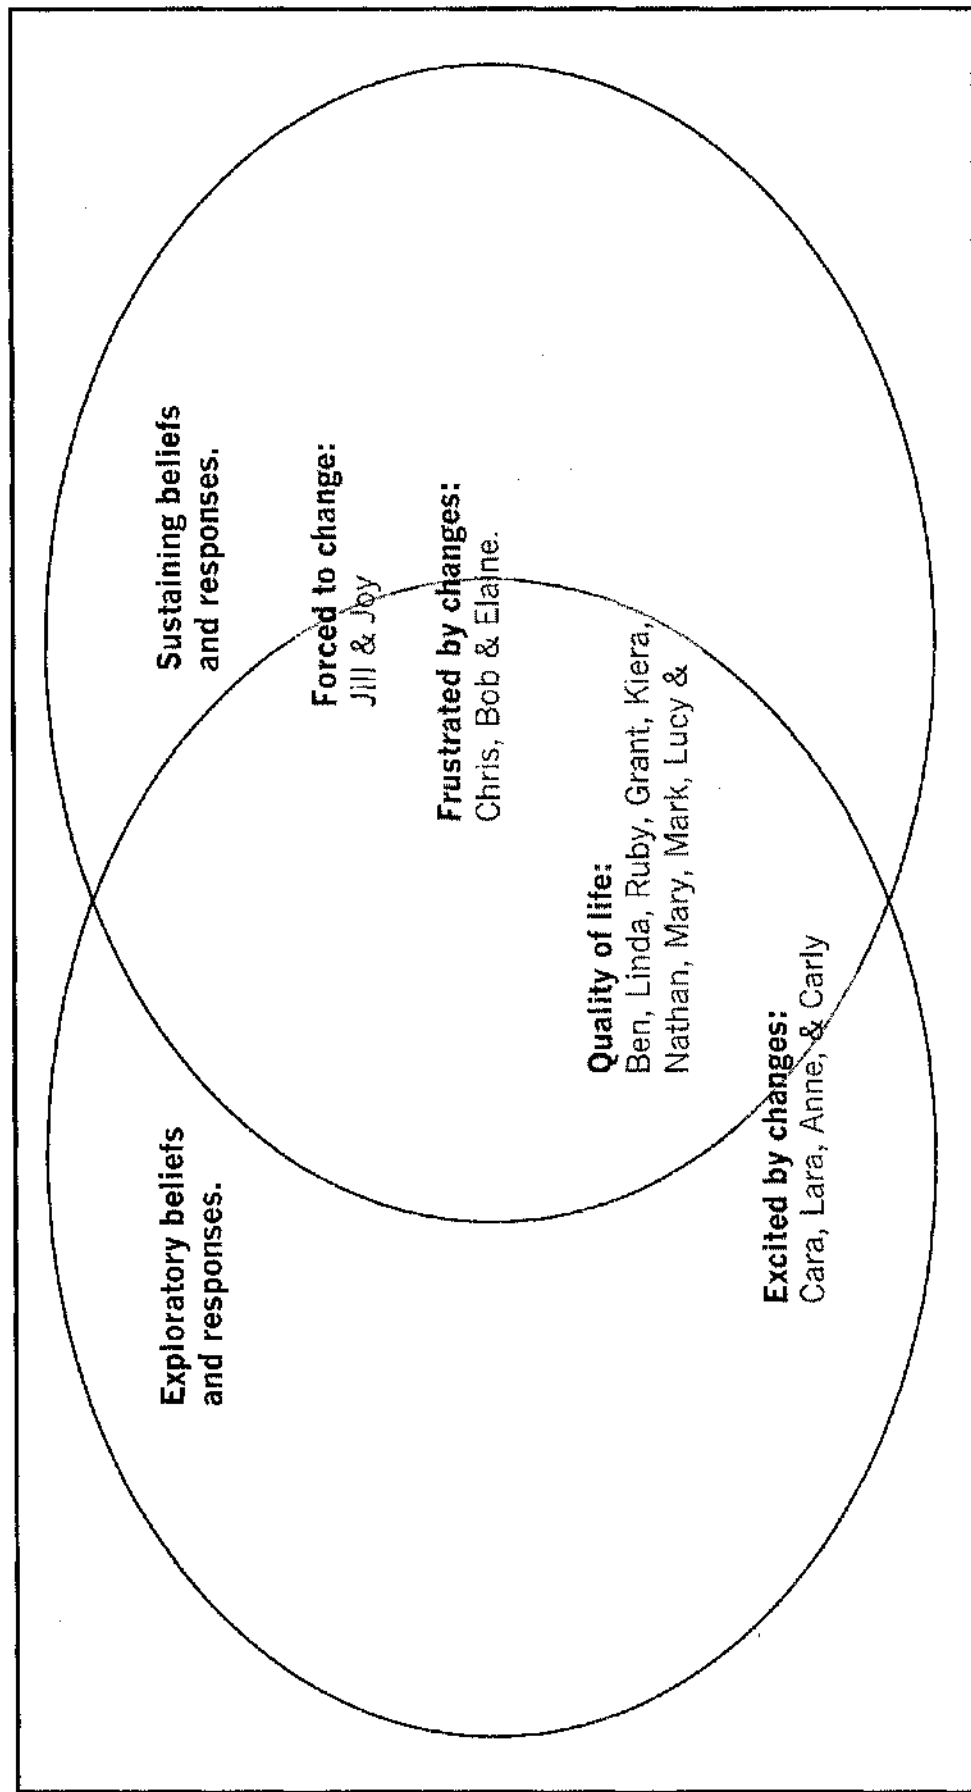 Exploratory beliefs
and responses.
Sustaining beliefs
and responses.
Forced to change:
Jill & Joy
Frustrated by changes:
Chris, Bob & Elaine.
Quality of life:
Ben, Linda, Ruby, Grant, Kiera,
Nathan, Mary, Mark, Lucy &
Excited by changes:
Cara, Lara, Anne, & Carly